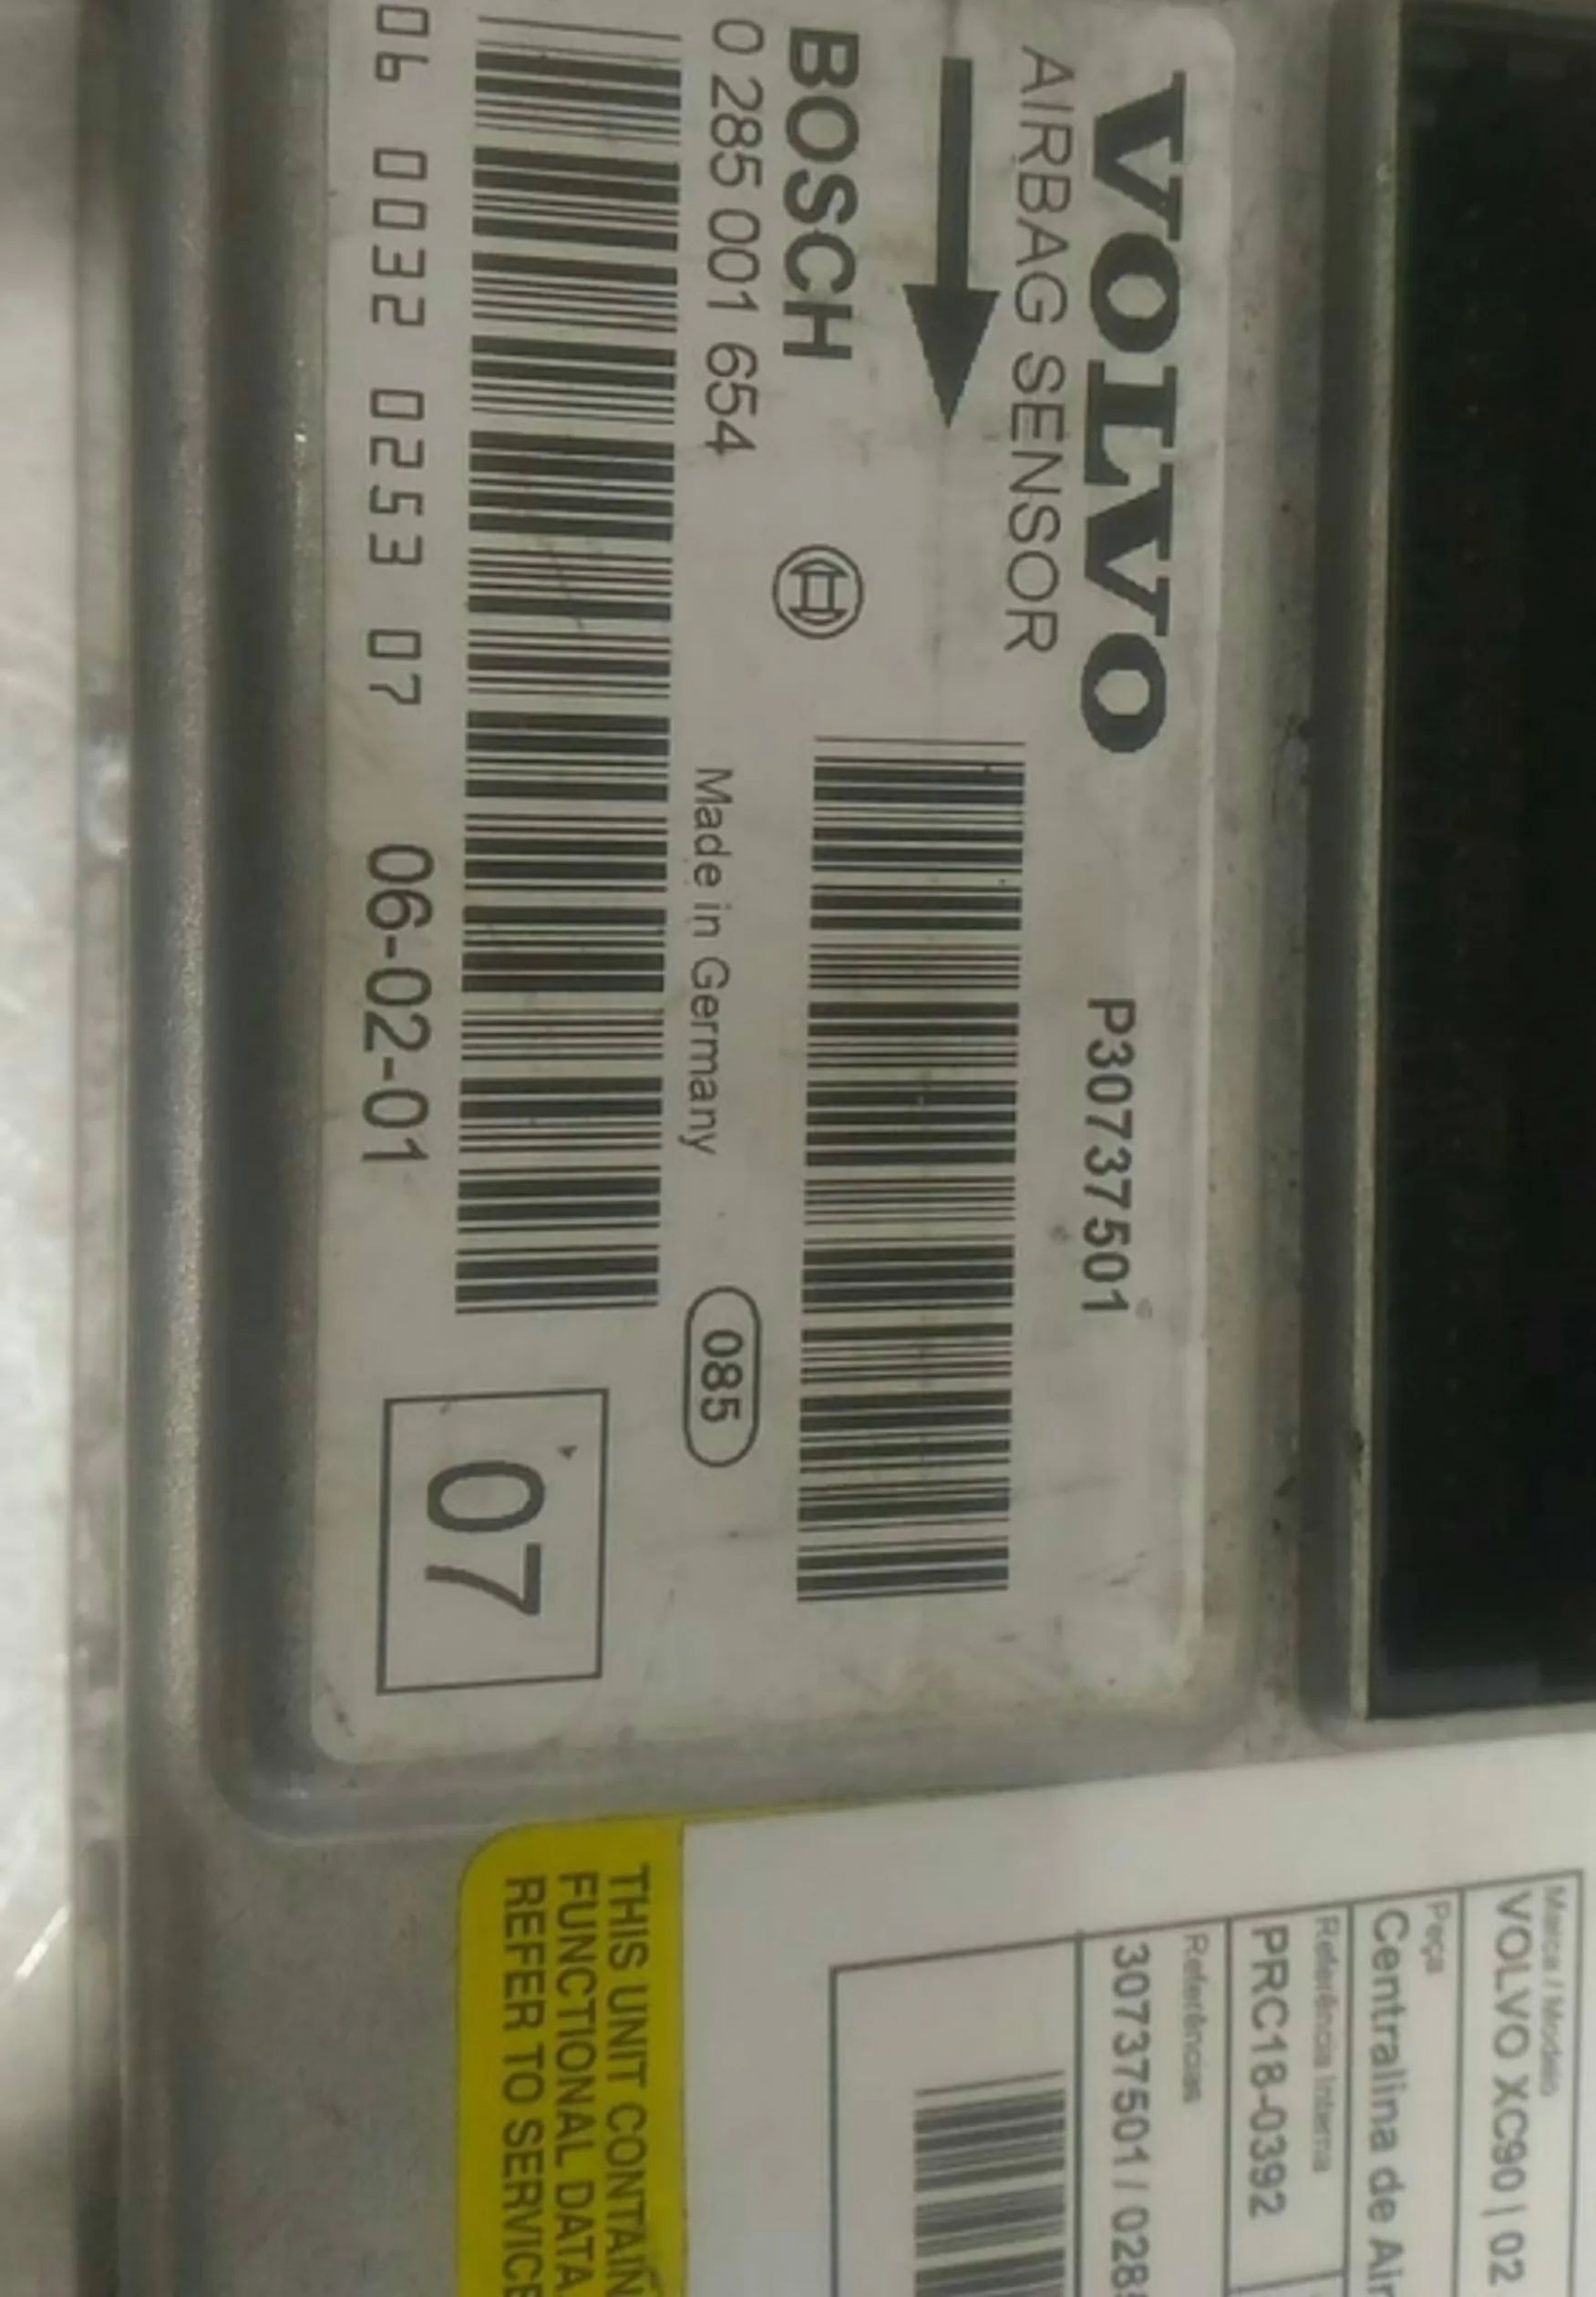 VOLVO P30737501
AIRBAG SENSOR
BOSCH
0 285 001 654 Made in Germany 085
06 0032 0253 07 06-02-01 07
THIS UNIT CONTAIN
FUNCTIONAL DATA
REFER TO SERVICE
Marca / Modelo
VOLVO XC90 | 02
Peça
Centralina de Air
Referência Interna
PRC18-0392
Referências
30737501 / 028